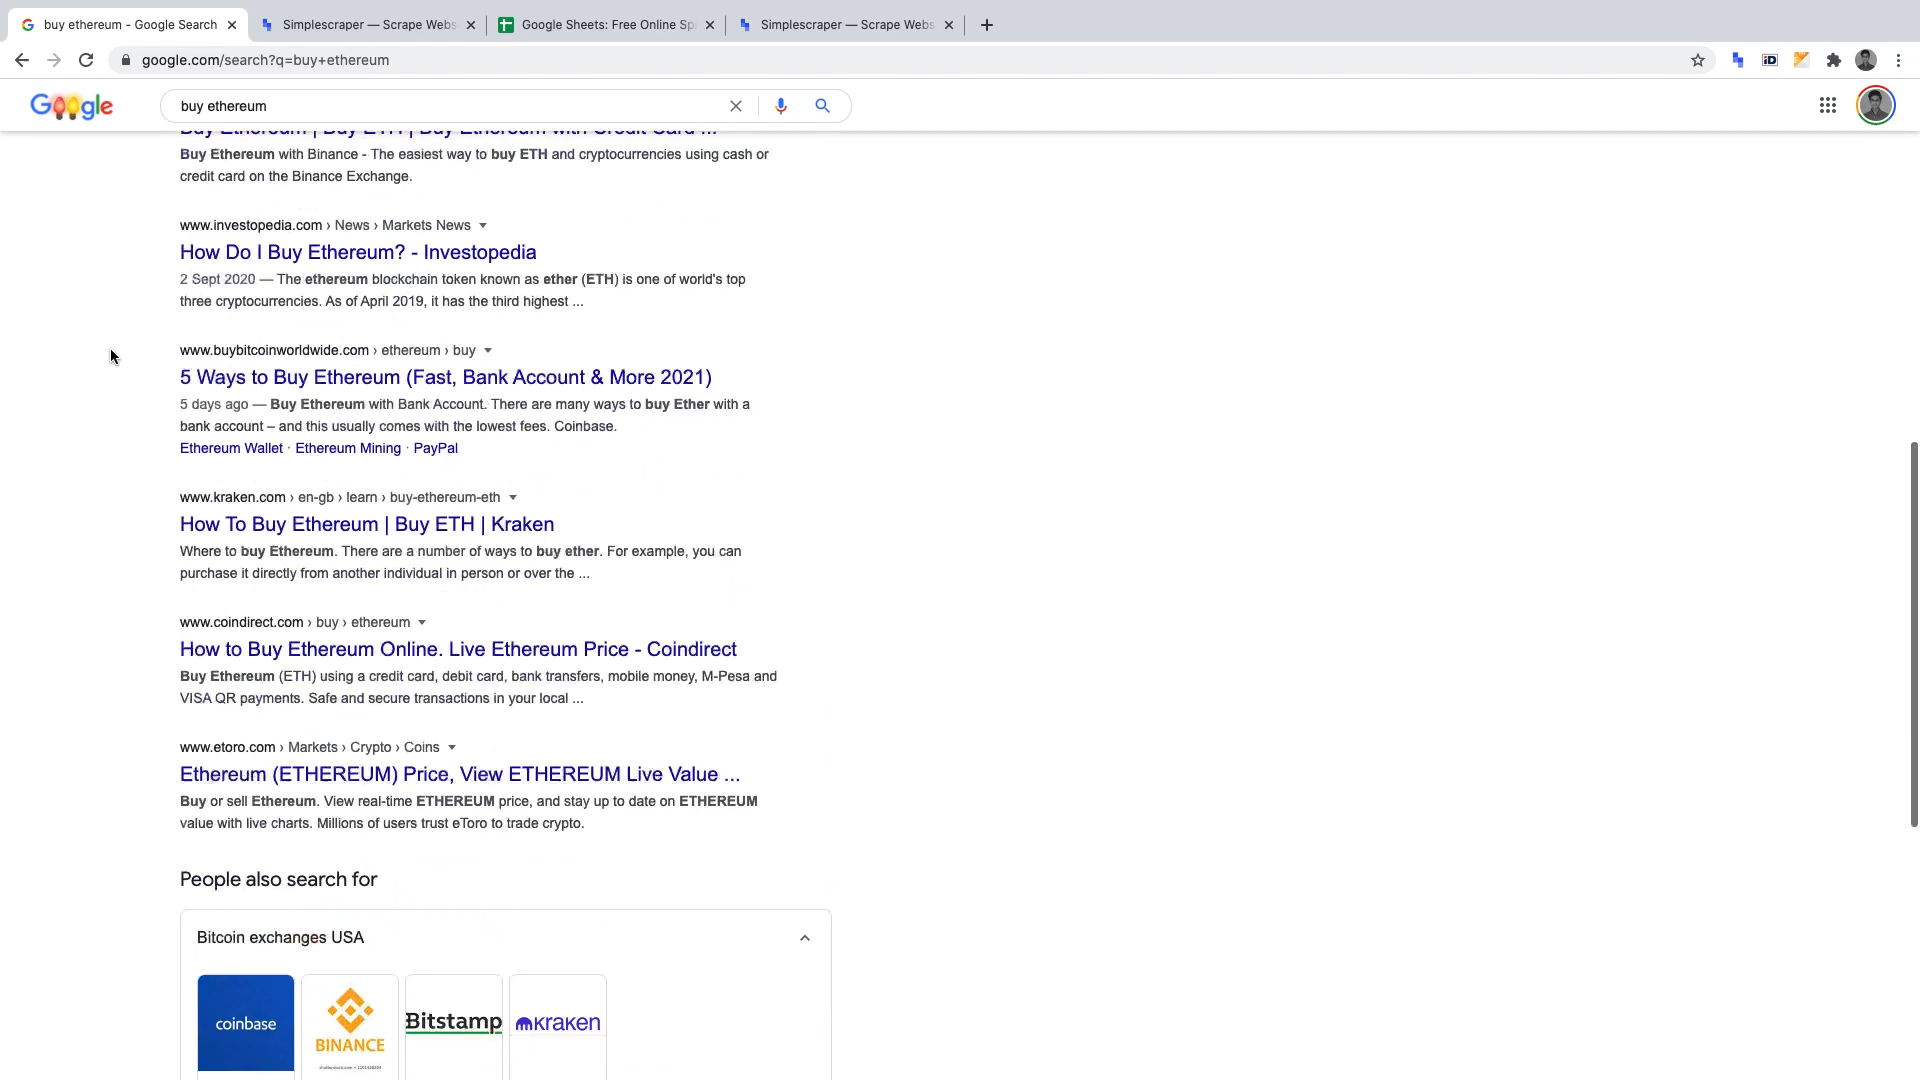 buy ethereum - Google Search
Simplescraper — Scrape Webs
Google Sheets: Free Online Sp
Simplescraper — Scrape Webs
google.com/search?q=buy+ethereum
Google
buy ethereum
Buy Ethereum | Buy ETH | Buy Ethereum with Credit Card ...
Buy Ethereum with Binance - The easiest way to buy ETH and cryptocurrencies using cash or
credit card on the Binance Exchange.
www.investopedia.com › News › Markets News
How Do I Buy Ethereum? - Investopedia
2 Sept 2020 — The ethereum blockchain token known as ether (ETH) is one of world's top
three cryptocurrencies. As of April 2019, it has the third highest ...
www.buybitcoinworldwide.com › ethereum › buy
5 Ways to Buy Ethereum (Fast, Bank Account & More 2021)
5 days ago — Buy Ethereum with Bank Account. There are many ways to buy Ether with a
bank account – and this usually comes with the lowest fees. Coinbase.
Ethereum Wallet · Ethereum Mining · PayPal
www.kraken.com › en-gb › learn › buy-ethereum-eth
How To Buy Ethereum | Buy ETH | Kraken
Where to buy Ethereum. There are a number of ways to buy ether. For example, you can
purchase it directly from another individual in person or over the ...
www.coindirect.com › buy › ethereum
How to Buy Ethereum Online. Live Ethereum Price - Coindirect
Buy Ethereum (ETH) using a credit card, debit card, bank transfers, mobile money, M-Pesa and
VISA QR payments. Safe and secure transactions in your local ...
www.etoro.com › Markets › Crypto › Coins
Ethereum (ETHEREUM) Price, View ETHEREUM Live Value ...
Buy or sell Ethereum. View real-time ETHEREUM price, and stay up to date on ETHEREUM
value with live charts. Millions of users trust eToro to trade crypto.
People also search for
Bitcoin exchanges USA
coinbase
BINANCE
Bitstamp
kraken